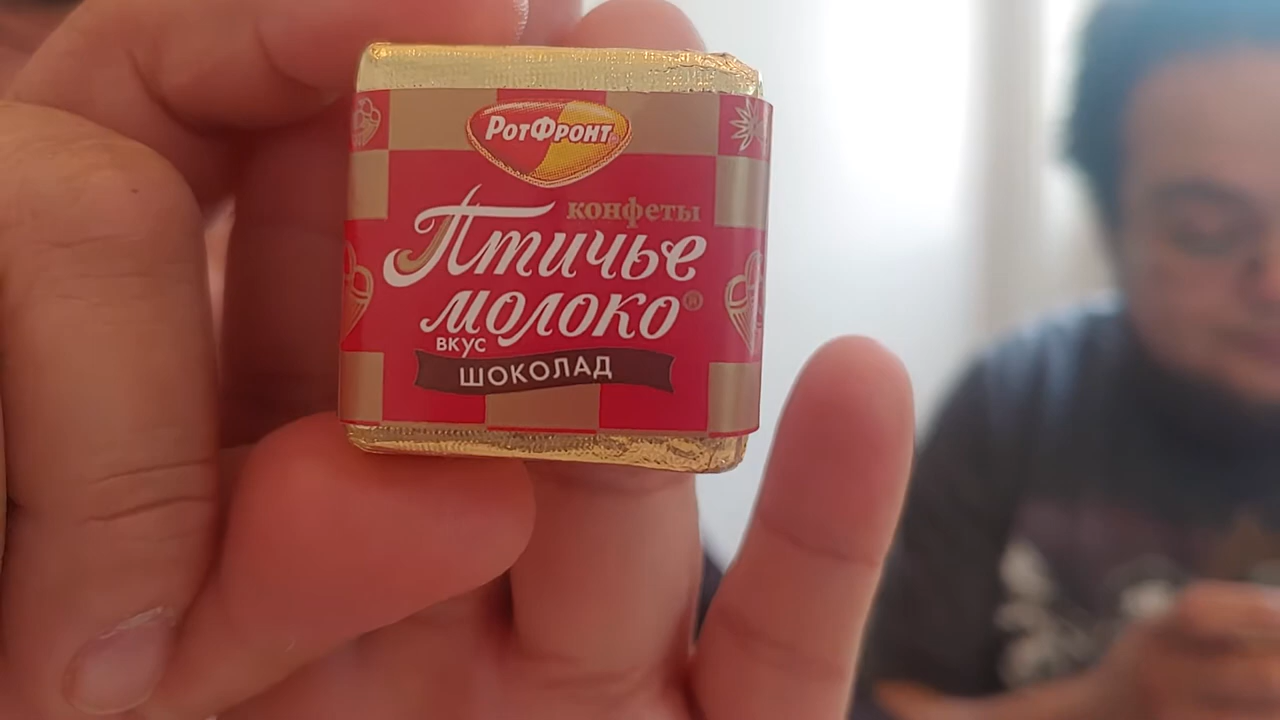 РотФронт
конфеты
Птичье
молоко®
вкус
шоколад